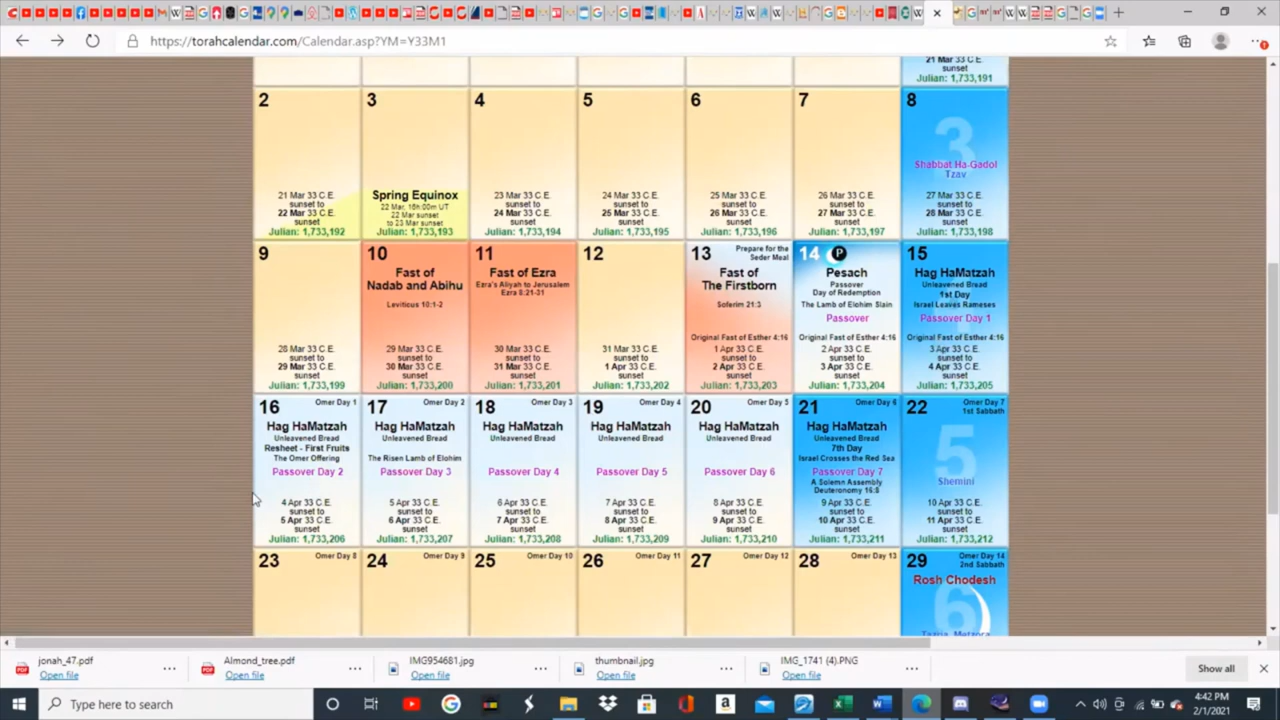 https://torahcalendar.com/Calendar.asp?YM=Y33M1
21 Mar 33 C.E.
sunset
Julian: 1,733,191
2
21 Mar 33 C.E.
sunset to
22 Mar 33 C.E.
sunset
Julian: 1,733,192
3
Spring Equinox
22 Mar, 16h:00m UT
22 Mar sunset
to 23 Mar sunset
Julian: 1,733,193
4
23 Mar 33 C.E.
sunset to
24 Mar 33 C.E.
sunset
Julian: 1,733,194
5
24 Mar 33 C.E.
sunset to
25 Mar 33 C.E.
sunset
Julian: 1,733,195
6
25 Mar 33 C.E.
sunset to
26 Mar 33 C.E.
sunset
Julian: 1,733,196
7
26 Mar 33 C.E.
sunset to
27 Mar 33 C.E.
sunset
Julian: 1,733,197
8
3
Shabbat Ha-Gadol
Tzav
27 Mar 33 C.E.
sunset to
28 Mar 33 C.E.
sunset
Julian: 1,733,198
9
28 Mar 33 C.E.
sunset to
29 Mar 33 C.E.
sunset
Julian: 1,733,199
10
Fast of
Nadab and Abihu
Leviticus 10:1-2
29 Mar 33 C.E.
sunset to
30 Mar 33 C.E.
sunset
Julian: 1,733,200
11
Fast of Ezra
Ezra's Aliyah to Jerusalem
Ezra 8:21-31
30 Mar 33 C.E.
sunset to
31 Mar 33 C.E.
sunset
Julian: 1,733,201
12
31 Mar 33 C.E.
sunset to
1 Apr 33 C.E.
sunset
Julian: 1,733,202
13
Prepare for the
Seder Meal
Fast of
The Firstborn
Soferim 21:3
Original Fast of Esther 4:16
1 Apr 33 C.E.
sunset to
2 Apr 33 C.E.
sunset
Julian: 1,733,203
14 P
Pesach
Passover
Day of Redemption
The Lamb of Elohim Slain
Passover
Original Fast of Esther 4:16
2 Apr 33 C.E.
sunset to
3 Apr 33 C.E.
sunset
Julian: 1,733,204
15
Hag HaMatzah
Unleavened Bread
1st Day
Israel Leaves Rameses
Passover Day 1
Original Fast of Esther 4:16
3 Apr 33 C.E.
sunset to
4 Apr 33 C.E.
sunset
Julian: 1,733,205
16 Omer Day 1
Hag HaMatzah
Unleavened Bread
Resheet - First Fruits
The Omer Offering
Passover Day 2
4 Apr 33 C.E.
sunset to
5 Apr 33 C.E.
sunset
Julian: 1,733,206
17 Omer Day 2
Hag HaMatzah
Unleavened Bread
The Risen Lamb of Elohim
Passover Day 3
5 Apr 33 C.E.
sunset to
6 Apr 33 C.E.
sunset
Julian: 1,733,207
18 Omer Day 3
Hag HaMatzah
Unleavened Bread
Passover Day 4
6 Apr 33 C.E.
sunset to
7 Apr 33 C.E.
sunset
Julian: 1,733,208
19 Omer Day 4
Hag HaMatzah
Unleavened Bread
Passover Day 5
7 Apr 33 C.E.
sunset to
8 Apr 33 C.E.
sunset
Julian: 1,733,209
20 Omer Day 5
Hag HaMatzah
Unleavened Bread
Passover Day 6
8 Apr 33 C.E.
sunset to
9 Apr 33 C.E.
sunset
Julian: 1,733,210
21 Omer Day 6
Hag HaMatzah
Unleavened Bread
7th Day
Israel Crosses the Red Sea
Passover Day 7
A Solemn Assembly
Deuteronomy 16:8
9 Apr 33 C.E.
sunset to
10 Apr 33 C.E.
sunset
Julian: 1,733,211
22 Omer Day 7
1st Sabbath
5
Shemini
10 Apr 33 C.E.
sunset to
11 Apr 33 C.E.
sunset
Julian: 1,733,212
23 Omer Day 8
24 Omer Day 9
25 Omer Day 10
26 Omer Day 11
27 Omer Day 12
28 Omer Day 13
29 Omer Day 14
2nd Sabbath
Rosh Chodesh
6
Tazria, Metzora
jonah_47.pdf
Open file
Almond_tree.pdf
Open file
IMG954681.jpg
Open file
thumbnail.jpg
Open file
IMG_1741 (4).PNG
Open file
Show all
Type here to search
4:42 PM
2/1/2021